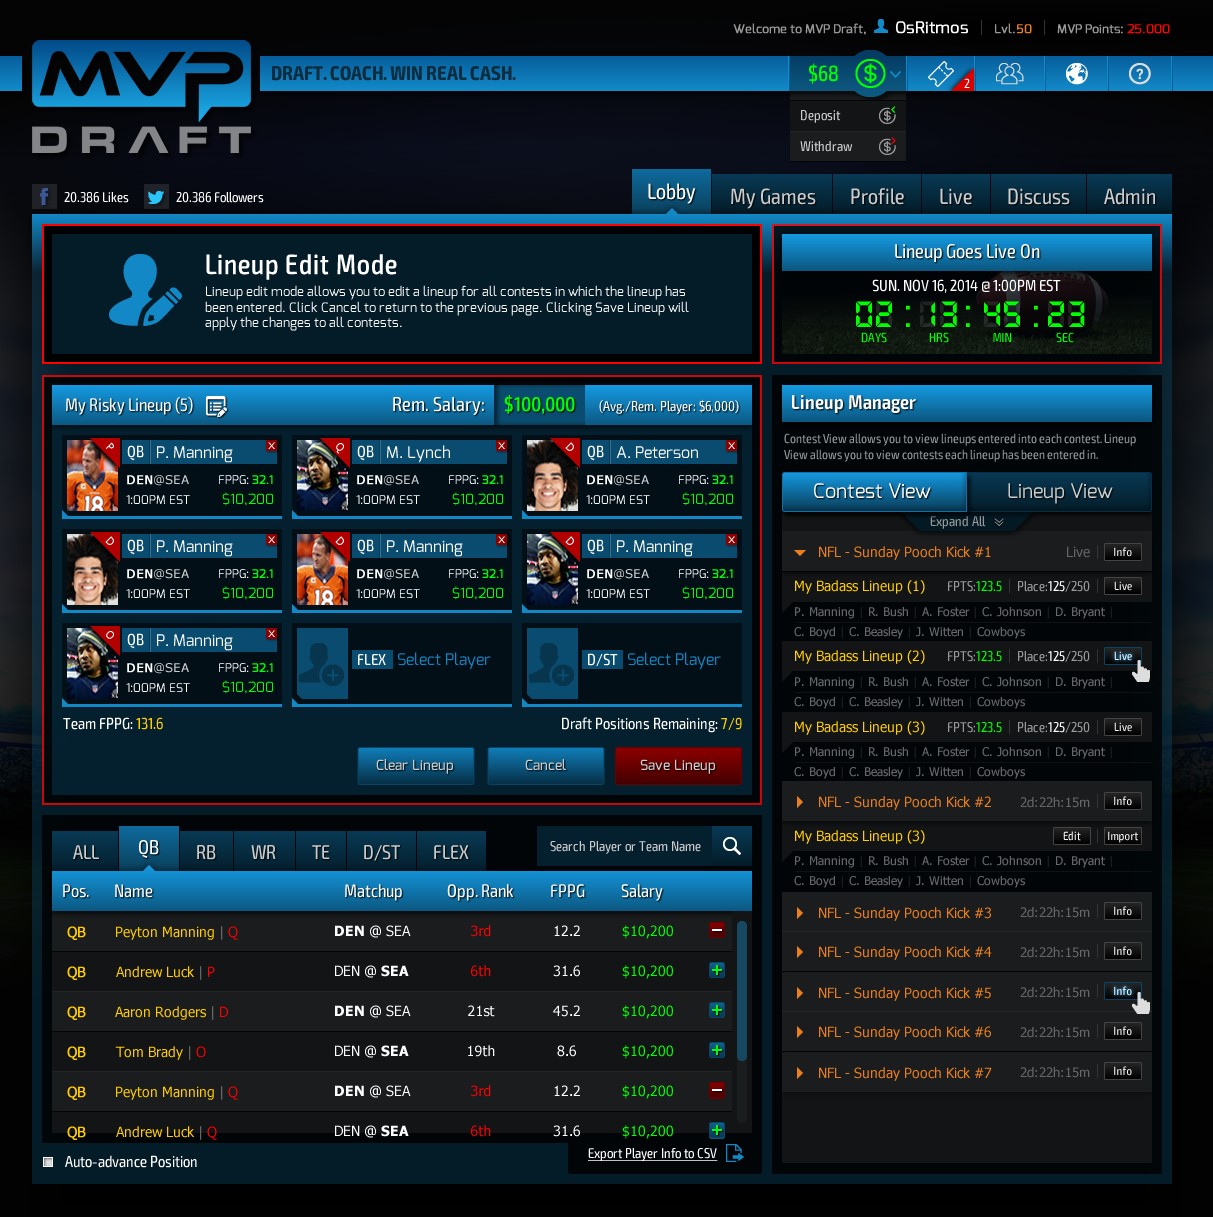 Welcome to MVP Draft, OsRitmos Lvl.50 MVP Points: 25.000
MVP DRAFT
DRAFT. COACH. WIN REAL CASH.
$68 2
Deposit
Withdraw
20.386 Likes 20.386 Followers
Lobby My Games Profile Live Discuss Admin
Lineup Edit Mode
Lineup edit mode allows you to edit a lineup for all contests in which the lineup has
been entered. Click Cancel to return to the previous page. Clicking Save Lineup will
apply the changes to all contests.
Lineup Goes Live On
SUN. NOV 16, 2014 @ 1:00PM EST
02 : 13 : 45 : 23
DAYS HRS MIN SEC
My Risky Lineup (5) Rem. Salary: $100,000 (Avg./Rem. Player: $6,000)
P QB P. Manning X Q QB M. Lynch X D QB A. Peterson X
DEN@SEA FPPG: 32.1 DEN@SEA FPPG: 32.1 DEN@SEA FPPG: 32.1
1:00PM EST $10,200 1:00PM EST $10,200 1:00PM EST $10,200
D QB P. Manning X D QB P. Manning X O QB P. Manning X
DEN@SEA FPPG: 32.1 DEN@SEA FPPG: 32.1 DEN@SEA FPPG: 32.1
1:00PM EST $10,200 1:00PM EST $10,200 1:00PM EST $10,200
O QB P. Manning X
DEN@SEA FPPG: 32.1
1:00PM EST $10,200
FLEX Select Player D/ST Select Player
Team FPPG: 131.6 Draft Positions Remaining: 7/9
Clear Lineup Cancel Save Lineup
ALL QB RB WR TE D/ST FLEX Search Player or Team Name
Pos. Name Matchup Opp. Rank FPPG Salary
QB Peyton Manning | Q DEN @ SEA 3rd 12.2 $10,200
QB Andrew Luck | P DEN @ SEA 6th 31.6 $10,200
QB Aaron Rodgers | D DEN @ SEA 21st 45.2 $10,200
QB Tom Brady | O DEN @ SEA 19th 8.6 $10,200
QB Peyton Manning | Q DEN @ SEA 3rd 12.2 $10,200
QB Andrew Luck | Q DEN @ SEA 6th 31.6 $10,200
Auto-advance Position Export Player Info to CSV
Lineup Manager
Contest View allows you to view lineups entered into each contest. Lineup
View allows you to view contests each lineup has been entered in.
Contest View Lineup View
Expand All
NFL - Sunday Pooch Kick #1 Live Info
My Badass Lineup (1) FPTS:123.5 Place:125/250 Live
P. Manning | R. Bush | A. Foster | C. Johnson | D. Bryant |
C. Boyd | C. Beasley | J. Witten | Cowboys
My Badass Lineup (2) FPTS:123.5 Place:125/250 Live
P. Manning | R. Bush | A. Foster | C. Johnson | D. Bryant |
C. Boyd | C. Beasley | J. Witten | Cowboys
My Badass Lineup (3) FPTS:123.5 Place:125/250 Live
P. Manning | R. Bush | A. Foster | C. Johnson | D. Bryant |
C. Boyd | C. Beasley | J. Witten | Cowboys
NFL - Sunday Pooch Kick #2 2d:22h:15m Info
My Badass Lineup (3) Edit Import
P. Manning | R. Bush | A. Foster | C. Johnson | D. Bryant |
C. Boyd | C. Beasley | J. Witten | Cowboys
NFL - Sunday Pooch Kick #3 2d:22h:15m Info
NFL - Sunday Pooch Kick #4 2d:22h:15m Info
NFL - Sunday Pooch Kick #5 2d:22h:15m Info
NFL - Sunday Pooch Kick #6 2d:22h:15m Info
NFL - Sunday Pooch Kick #7 2d:22h:15m Info